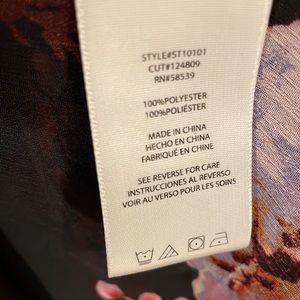 STYLE#ST10101
CUT#124809
RN#58539
100%POLYESTER
100%POLIÉSTER
MADE IN CHINA
HECHO EN CHINA
FABRIQUÉ EN CHINE
SEE REVERSE FOR CARE
INSTRUCCIONES AL REVERSO
VOIR AU VERSO POUR LES SOINS